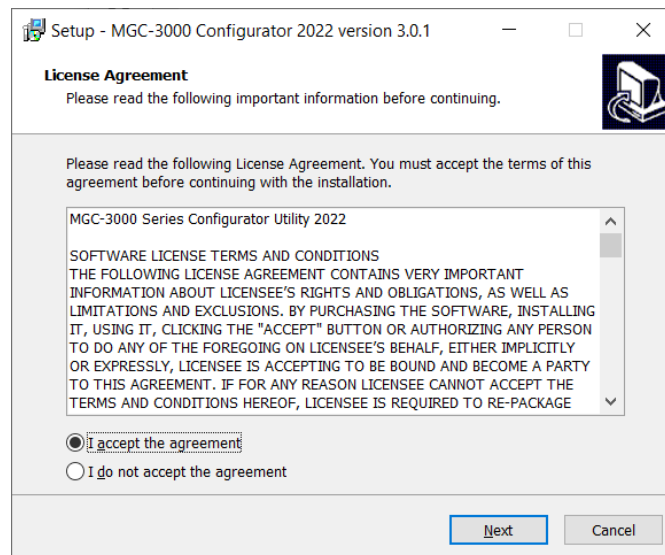 Setup - MGC-3000 Configurator 2022 version 3.0.1
License Agreement
Please read the following important information before continuing.
Please read the following License Agreement. You must accept the terms of this
agreement before continuing with the installation.
MGC-3000 Series Configurator Utility 2022
SOFTWARE LICENSE TERMS AND CONDITIONS
THE FOLLOWING LICENSE AGREEMENT CONTAINS VERY IMPORTANT
INFORMATION ABOUT LICENSEE'S RIGHTS AND OBLIGATIONS, AS WELL AS
LIMITATIONS AND EXCLUSIONS. BY PURCHASING THE SOFTWARE, INSTALLING
IT, USING IT, CLICKING THE "ACCEPT" BUTTON OR AUTHORIZING ANY PERSON
TO DO ANY OF THE FOREGOING ON LICENSEE'S BEHALF, EITHER IMPLICITLY
OR EXPRESSLY, LICENSEE IS ACCEPTING TO BE BOUND AND BECOME A PARTY
TO THIS AGREEMENT. IF FOR ANY REASON LICENSEE CANNOT ACCEPT THE
TERMS AND CONDITIONS HEREOF, LICENSEE IS REQUIRED TO RE-PACKAGE
I accept the agreement
I do not accept the agreement
Next
Cancel